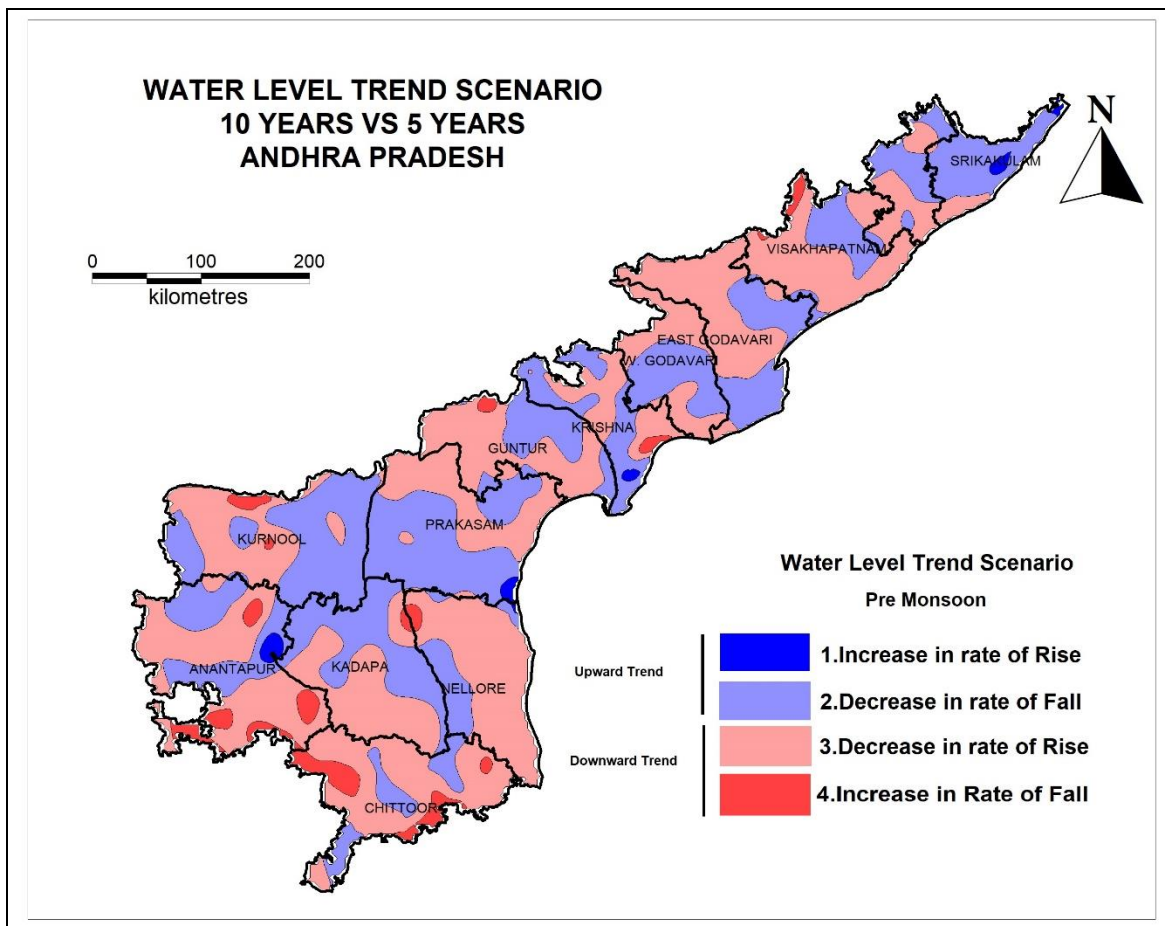 WATER LEVEL TREND SCENARIO
10 YEARS VS 5 YEARS
ANDHRA PRADESH
N
0 100 200
kilometres
SRIKAKULAM
VISAKHAPATNAM
EAST GODAVARI
W. GODAVARI
KRISHNA
GUNTUR
PRAKASAM
KURNOOL
ANANTAPUR
KADAPA
NELLORE
CHITTOOR
Water Level Trend Scenario
Pre Monsoon
Upward Trend
1.Increase in rate of Rise
2.Decrease in rate of Fall
Downward Trend
3.Decrease in rate of Rise
4.Increase in Rate of Fall